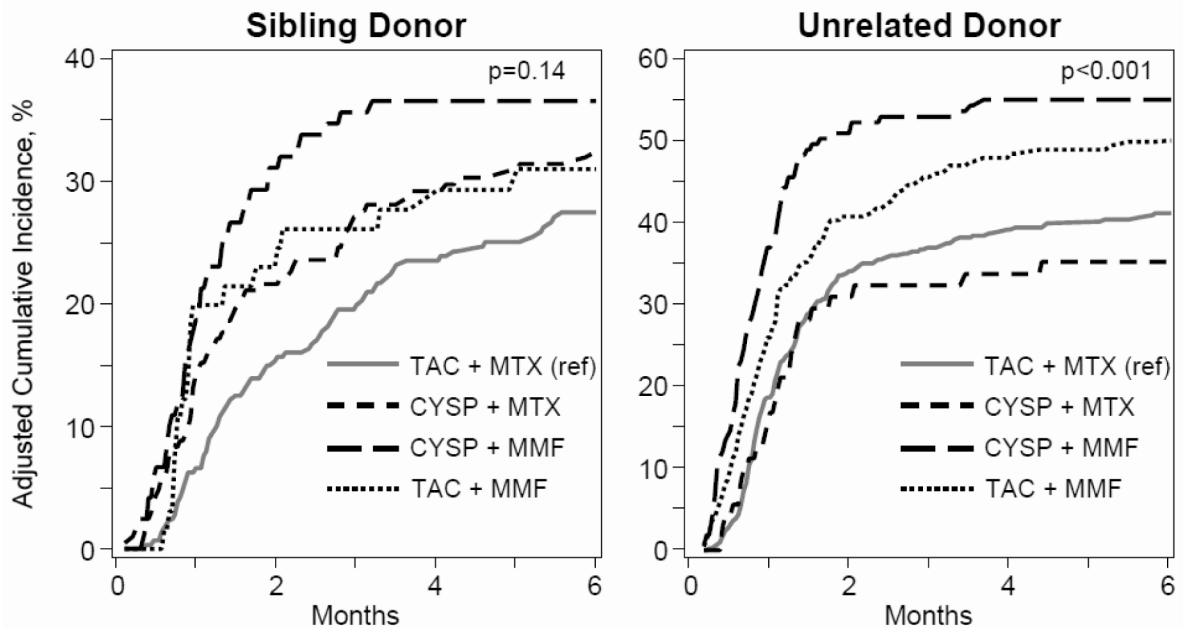 Sibling Donor
Adjusted Cumulative Incidence, %
40
30
20
10
0
p=0.14
TAC + MTX (ref)
CYSP + MTX
CYSP + MMF
TAC + MMF
0 2 4 6
Months
Unrelated Donor
60
50
40
30
20
10
0
p<0.001
TAC + MTX (ref)
CYSP + MTX
CYSP + MMF
TAC + MMF
0 2 4 6
Months